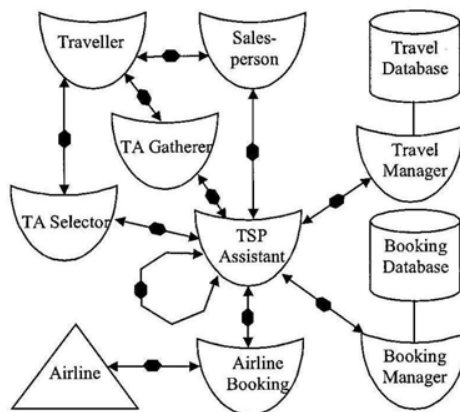 Traveller
Sales-
person
Travel
Database
TA Gatherer
Travel
Manager
TA Selector
TSP
Assistant
Booking
Database
Airline
Airline
Booking
Booking
Manager